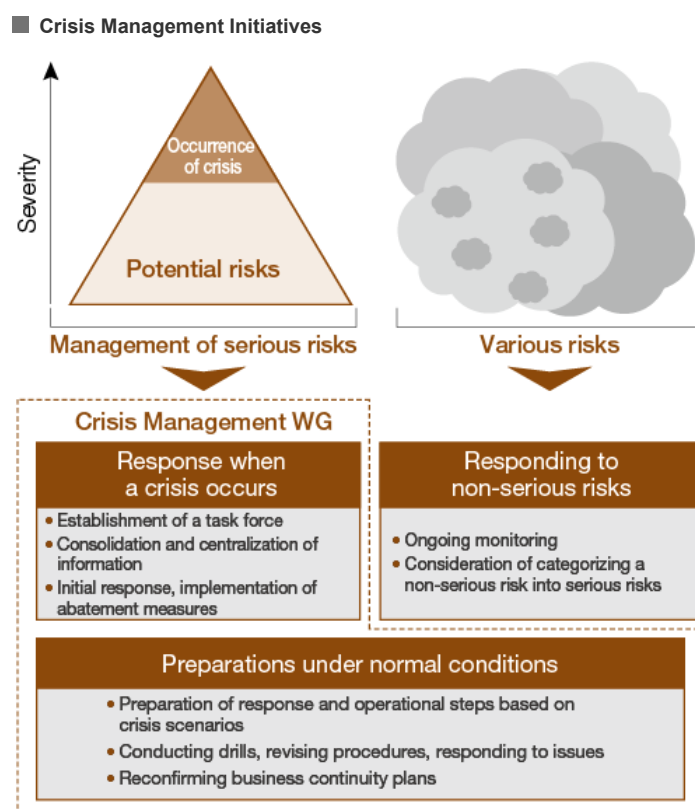 Crisis Management Initiatives
Severity
Occurrence
of crisis
Potential risks
Management of serious risks
Various risks
Crisis Management WG
Response when
a crisis occurs
• Establishment of a task force
• Consolidation and centralization of
information
• Initial response, implementation of
abatement measures
Responding to
non-serious risks
• Ongoing monitoring
• Consideration of categorizing a
non-serious risk into serious risks
Preparations under normal conditions
• Preparation of response and operational steps based on
crisis scenarios
• Conducting drills, revising procedures, responding to issues
• Reconfirming business continuity plans